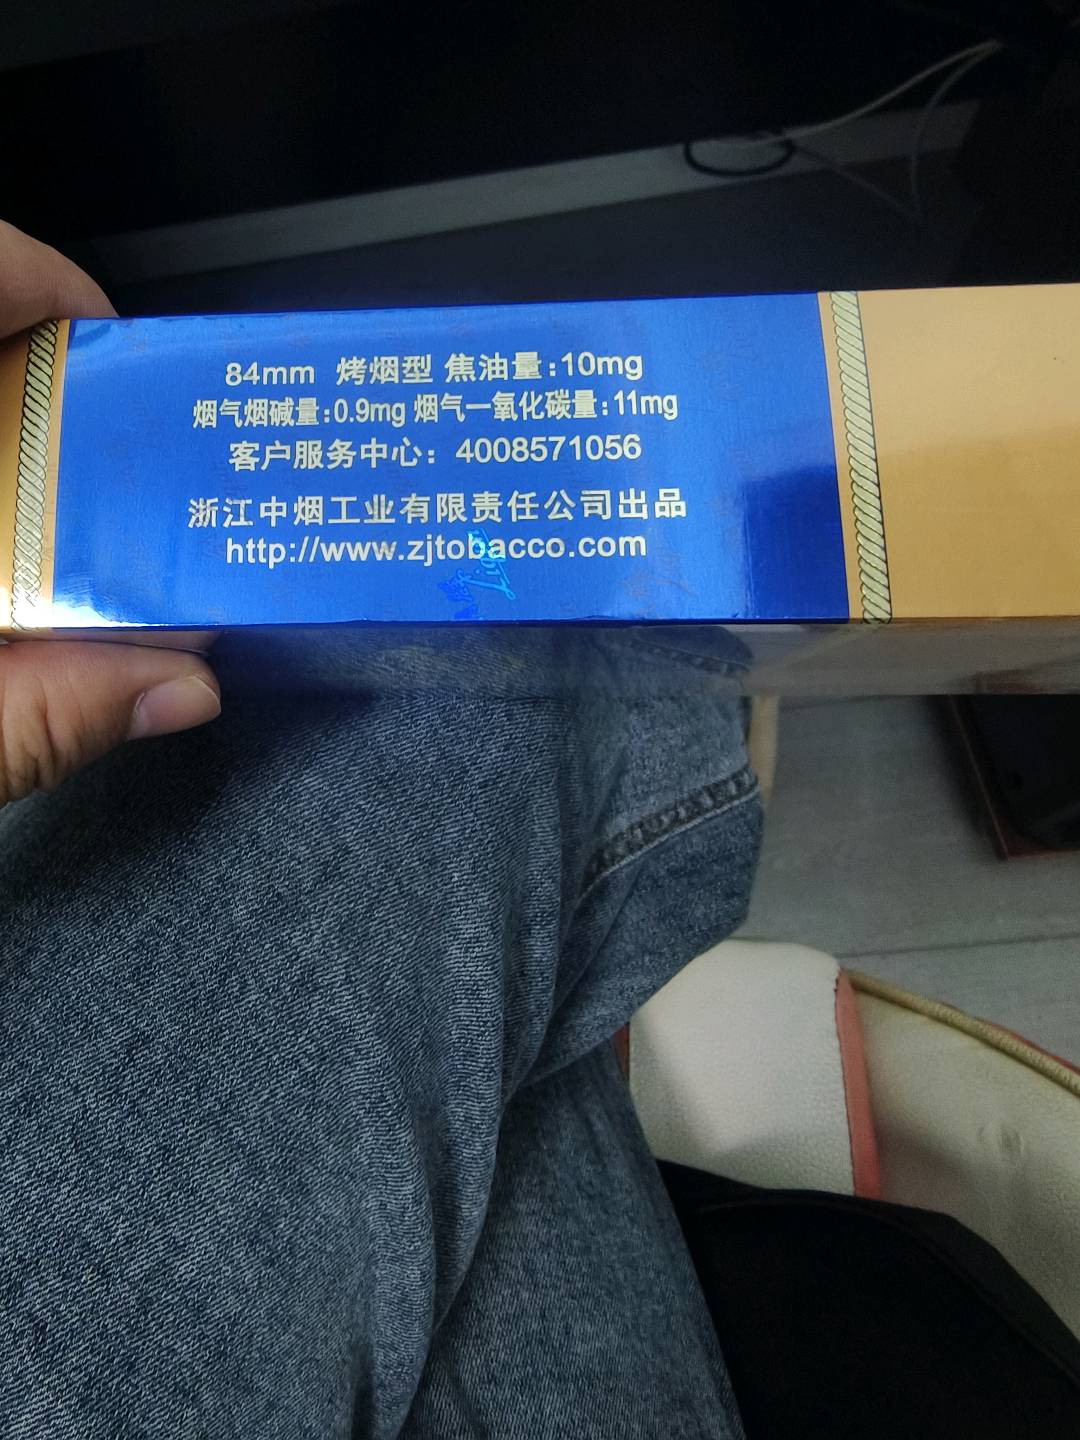 84mm 烤烟型 焦油量:10mg
烟气烟碱量:0.9mg 烟气一氧化碳量:11mg
客户服务中心：4008571056
浙江中烟工业有限责任公司出品
http://www.zjtobacco.com